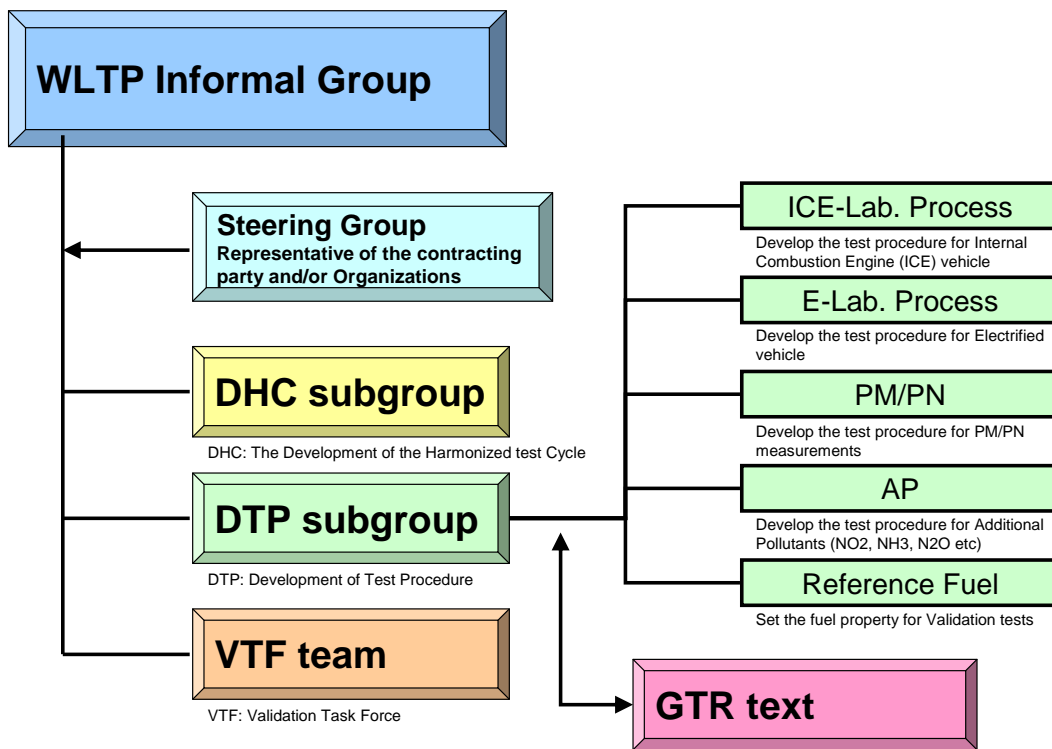 WLTP Informal Group
Steering Group
Representative of the contracting
party and/or Organizations
DHC subgroup
DHC: The Development of the Harmonized test Cycle
DTP subgroup
DTP: Development of Test Procedure
VTF team
VTF: Validation Task Force
ICE-Lab. Process
Develop the test procedure for Internal
Combustion Engine (ICE) vehicle
E-Lab. Process
Develop the test procedure for Electrified
vehicle
PM/PN
Develop the test procedure for PM/PN
measurements
AP
Develop the test procedure for Additional
Pollutants (NO2, NH3, N2O etc)
Reference Fuel
Set the fuel property for Validation tests
GTR text